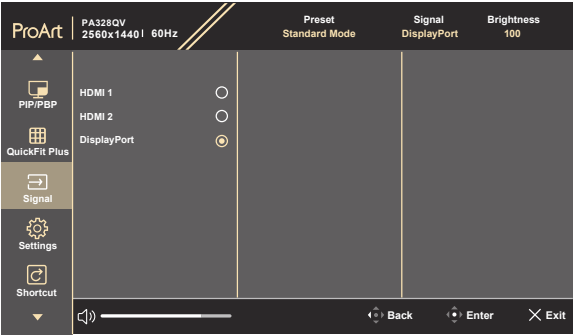 ProArt
PA328QV
2560x1440 60Hz
Preset
Standard Mode
Signal
DisplayPort
Brightness
100
PIP/PBP
QuickFit Plus
Signal
Settings
Shortcut
HDMI 1
HDMI 2
DisplayPort
Back
Enter
Exit